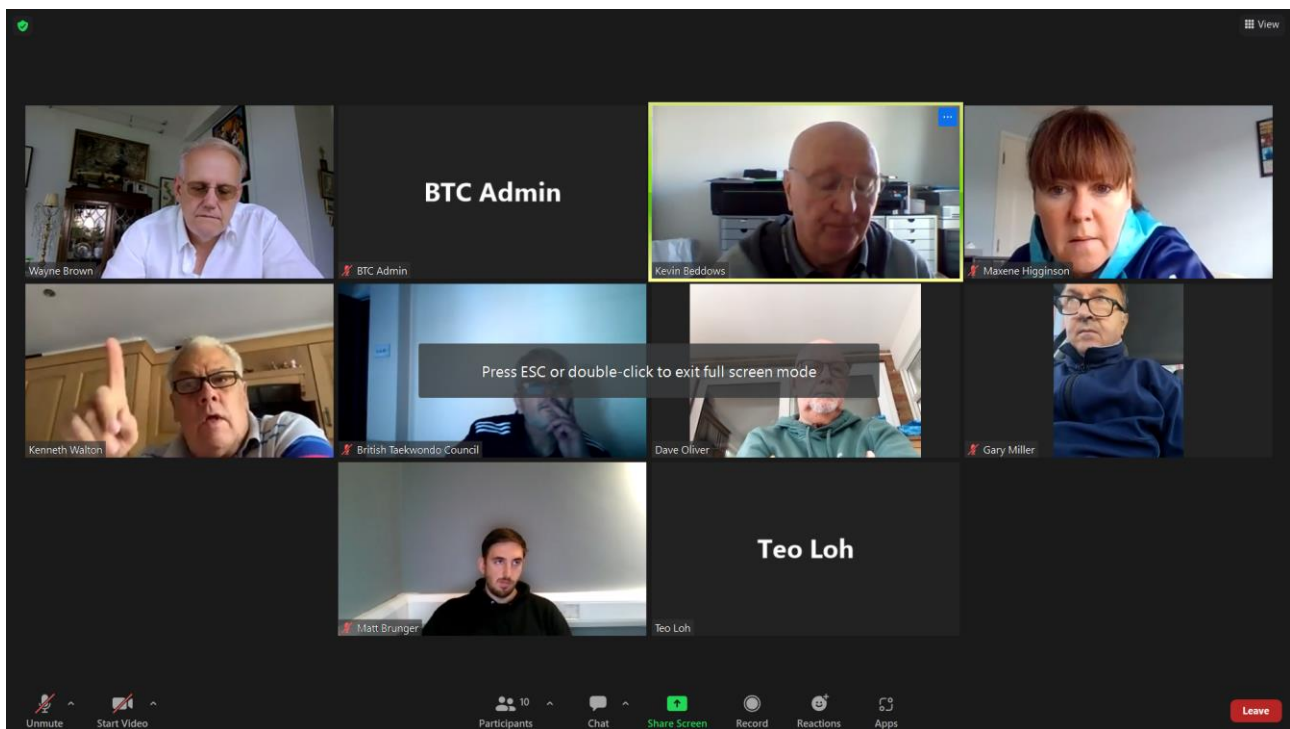 View
Wayne Brown
BTC Admin
BTC Admin
Kevin Beddows
Maxene Higginson
Kenneth Walton
British Taekwondo Council
Press ESC or double-click to exit full screen mode
Dave Oliver
Gary Miller
Matt Brunger
Teo Loh
Teo Loh
Unmute
Start Video
10
Participants
Chat
Share Screen
Record
Reactions
Apps
Leave